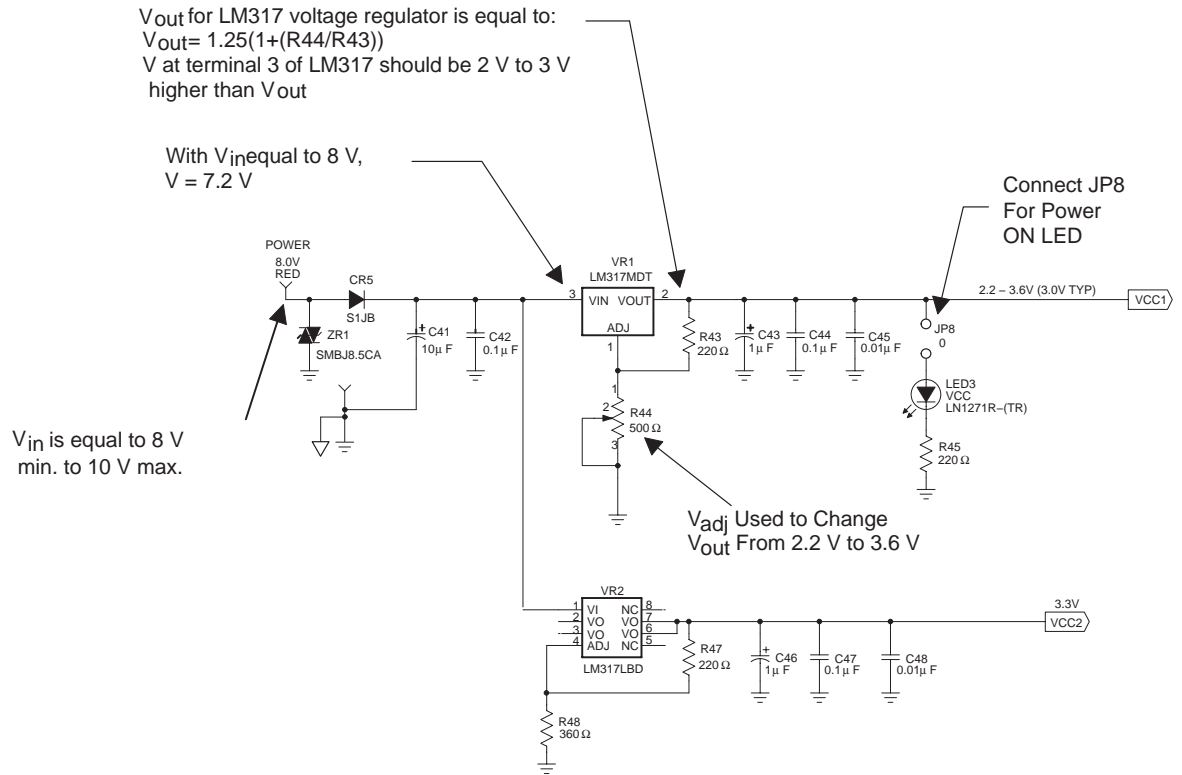 Vout for LM317 voltage regulator is equal to:
Vout= 1.25(1+(R44/R43))
V at terminal 3 of LM317 should be 2 V to 3 V
higher than Vout
With Vin equal to 8 V,
V = 7.2 V
Connect JP8
For Power
ON LED
POWER
8.0V
RED
CR5
S1JB
ZR1
SMBJ8.5CA
C41
10µ F
C42
0.1µ F
VR1
LM317MDT
3 VIN VOUT 2
ADJ
1
R43
220 Ω
C43
1µ F
C44
0.1µ F
C45
0.01µ F
2.2 – 3.6V (3.0V TYP)
VCC1
JP8
0
LED3
VCC
LN1271R–(TR)
R45
220 Ω
1
2
3
R44
500 Ω
Vin is equal to 8 V
min. to 10 V max.
Vadj Used to Change
Vout From 2.2 V to 3.6 V
VR2
1 VI NC 8
2 VO VO 7
3 VO VO 6
4 ADJ NC 5
LM317LBD
R47
220 Ω
C46
1µ F
C47
0.1µ F
C48
0.01µ F
3.3V
VCC2
R48
360 Ω